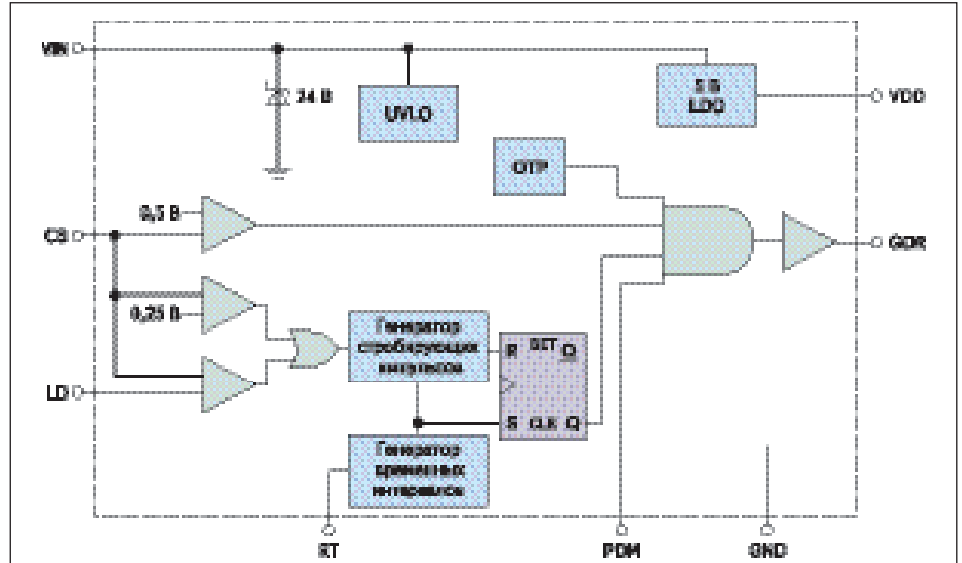 VIN
24 В
UVLO
5 В
LDO
VDD
OTP
0,5 В
CS
GDR
0,25 В
Генератор
стробирующих
импульсов
R
SET
Q
LD
S
CLR
Q
Генератор
временных
интервалов
RT
PDM
GND